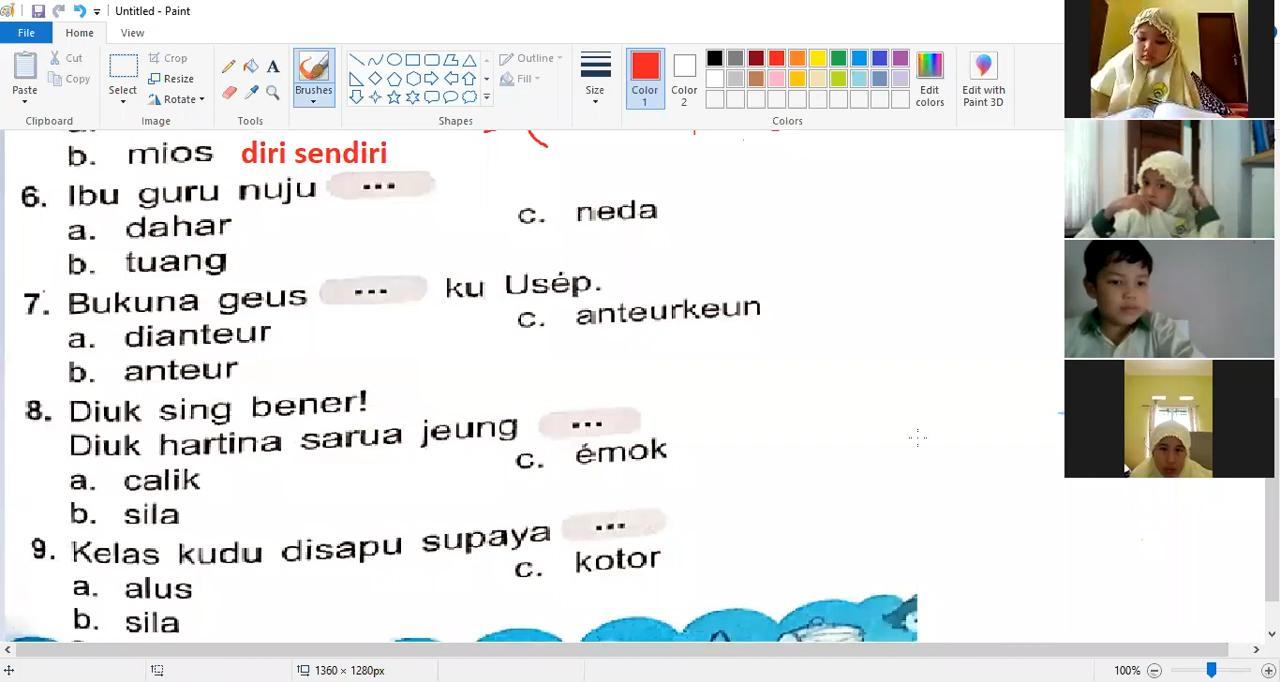 Untitled - Paint
File Home View
Paste
Cut
Copy
Clipboard
Select
Crop
Resize
Rotate
Image
Tools
Brushes
Shapes
Outline
Fill
Size
Color 1
Color 2
Edit colors
Edit with Paint 3D
Colors
b. mios diri sendiri
6. Ibu guru nuju ...
a. dahar
c. neda
b. tuang
7. Bukuna geus ... ku Usép.
a. dianteur
c. anteurkeun
b. anteur
8. Diuk sing bener!
Diuk hartina sarua jeung ...
a. calik
c. émok
b. sila
9. Kelas kudu disapu supaya ...
a. alus
c. kotor
b. sila
1360 × 1280px
100%